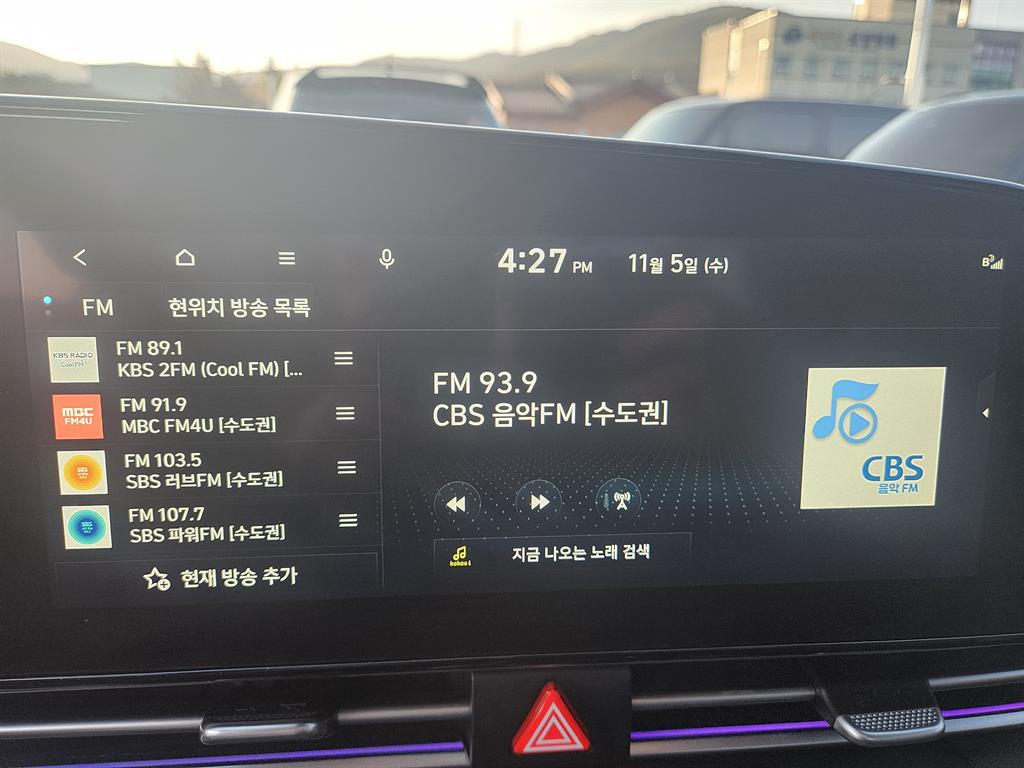 4:27 PM
11월 5일 (수)
FM
현위치 방송 목록
KBS RADIO
Cool FM
FM 89.1
KBS 2FM (Cool FM) [...
MBC
FM4U
FM 91.9
MBC FM4U [수도권]
SBS
FM 103.5
SBS 러브FM [수도권]
SBS
FM 107.7
SBS 파워FM [수도권]
현재 방송 추가
FM 93.9
CBS 음악FM [수도권]
CBS
음악 FM
kakao i
지금 나오는 노래 검색